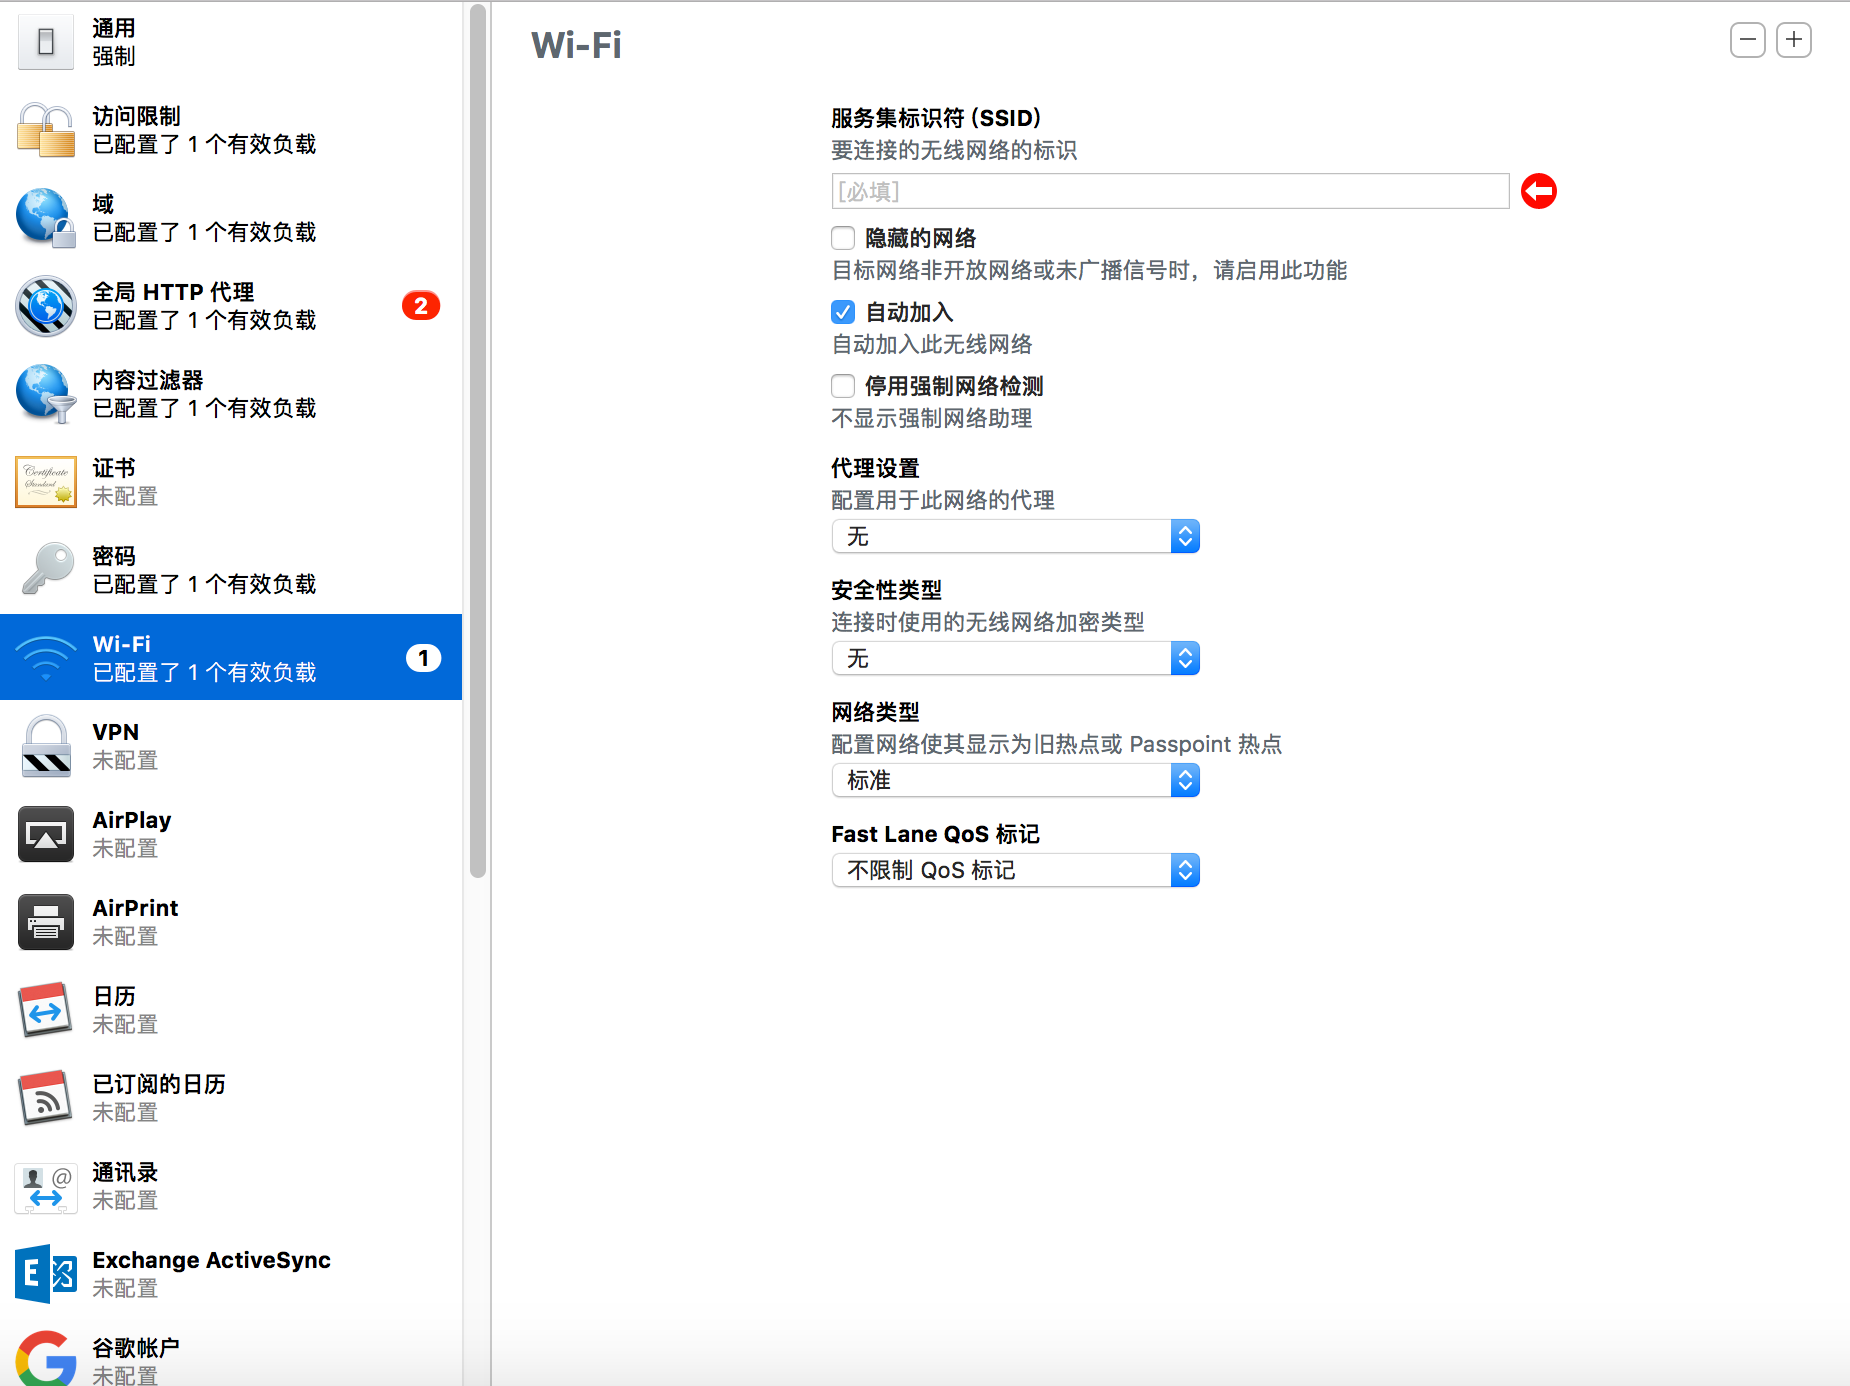 通用
强制
访问限制
已配置了 1 个有效负载
域
已配置了 1 个有效负载
全局 HTTP 代理
已配置了 1 个有效负载
2
内容过滤器
已配置了 1 个有效负载
证书
未配置
密码
已配置了 1 个有效负载
Wi-Fi
已配置了 1 个有效负载
1
VPN
未配置
AirPlay
未配置
AirPrint
未配置
日历
未配置
已订阅的日历
未配置
通讯录
未配置
Exchange ActiveSync
未配置
谷歌帐户
未配置
Wi-Fi
服务集标识符 (SSID)
要连接的无线网络的标识
[必填]
隐藏的网络
目标网络非开放网络或未广播信号时，请启用此功能
自动加入
自动加入此无线网络
停用强制网络检测
不显示强制网络助理
代理设置
配置用于此网络的代理
无
安全性类型
连接时使用的无线网络加密类型
无
网络类型
配置网络使其显示为旧热点或 Passpoint 热点
标准
Fast Lane QoS 标记
不限制 QoS 标记